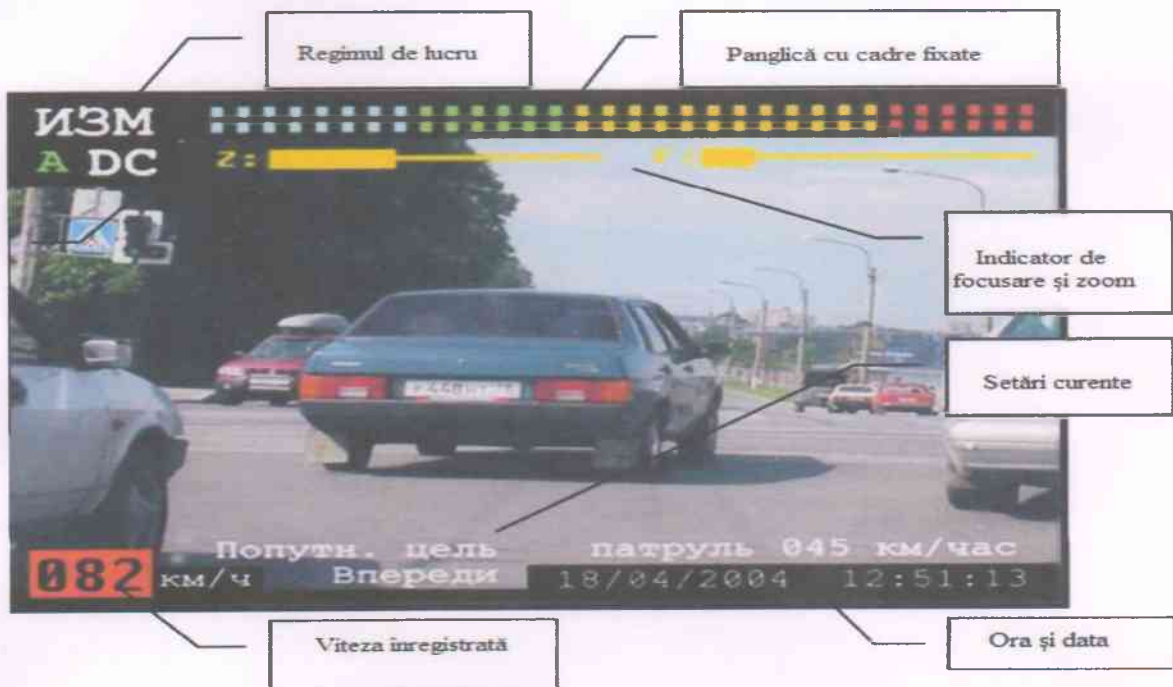 Regimul de lucru
Panglică cu cadre fixate
ИЗМ
A DC
Z:
Indicator de
focusare și zoom
Setări curente
Попутн. цель патруль 045 км/час
082 км/ч Впереди 18/04/2004 12:51:13
Viteza înregistrată
Ora și data